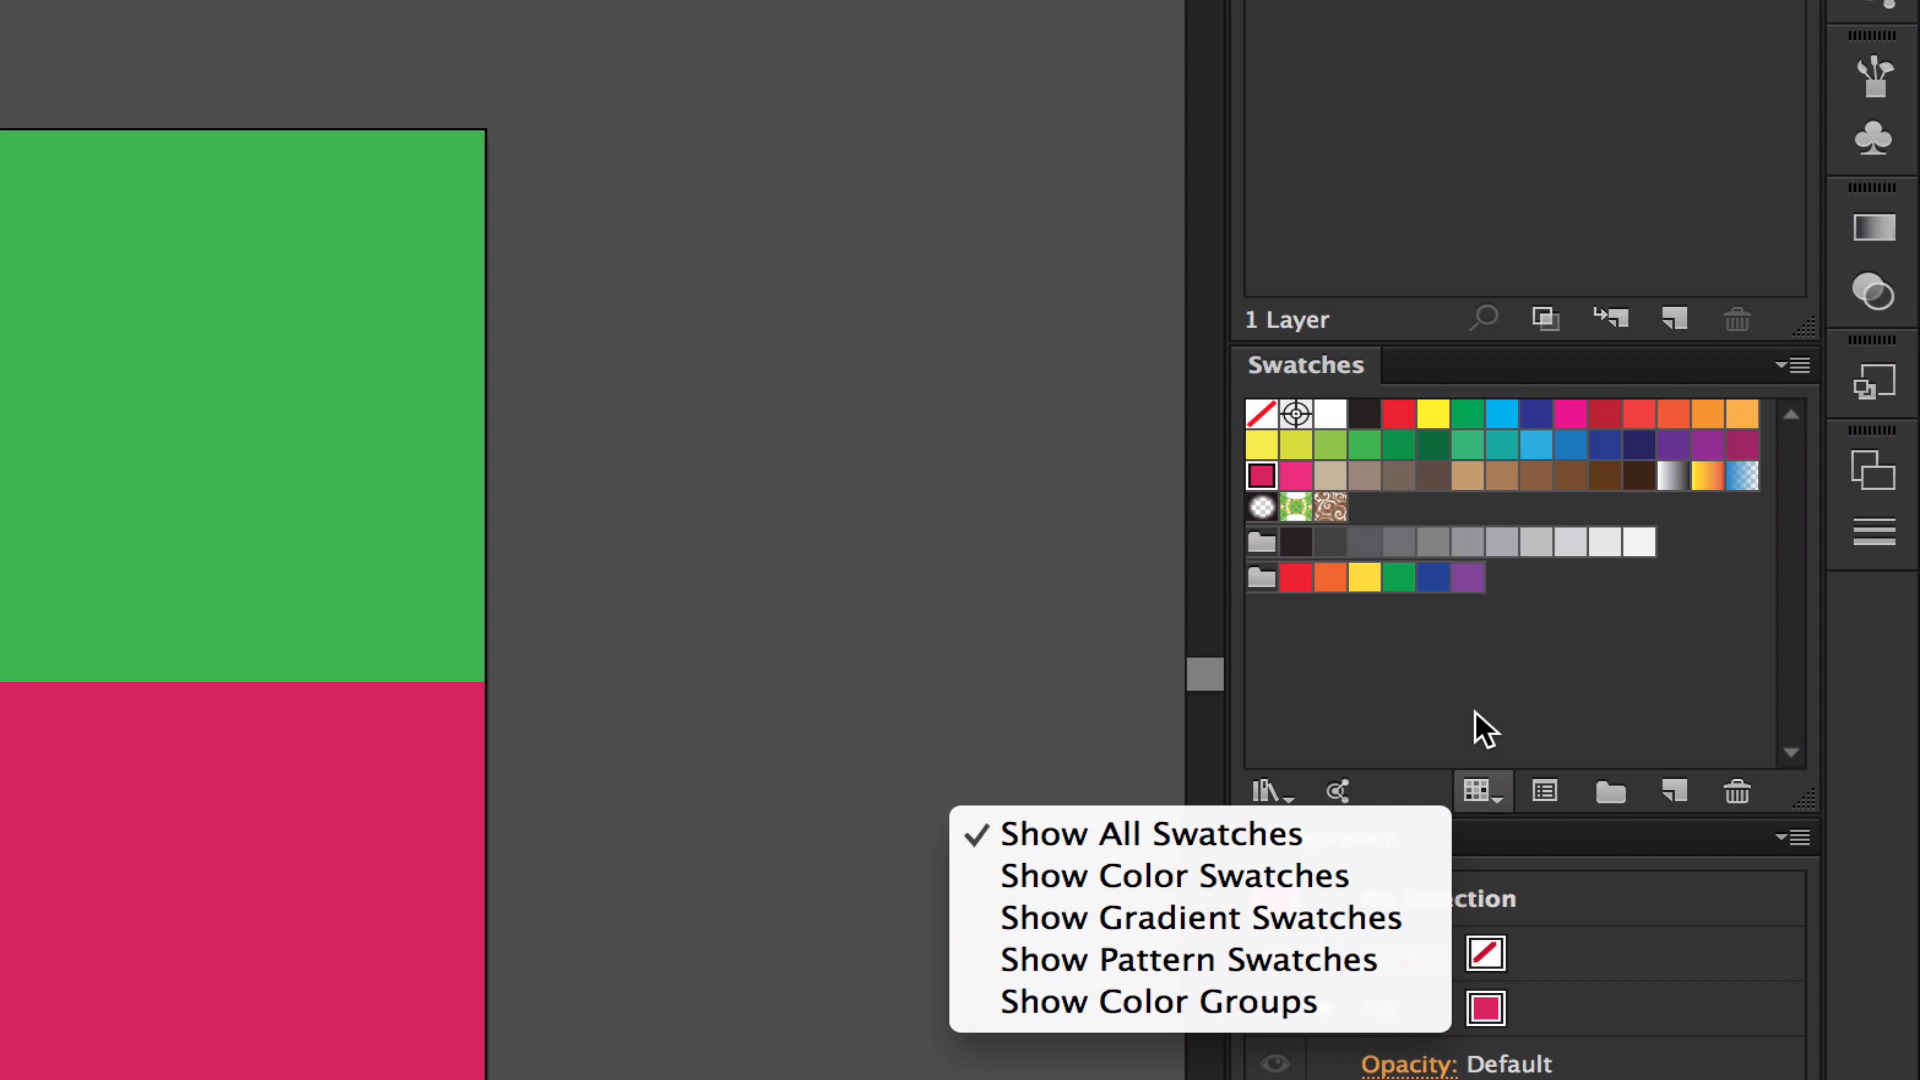 1 Layer
Swatches
Show All Swatches
Show Color Swatches
Show Gradient Swatches
Show Pattern Swatches
Show Color Groups
Opacity: Default